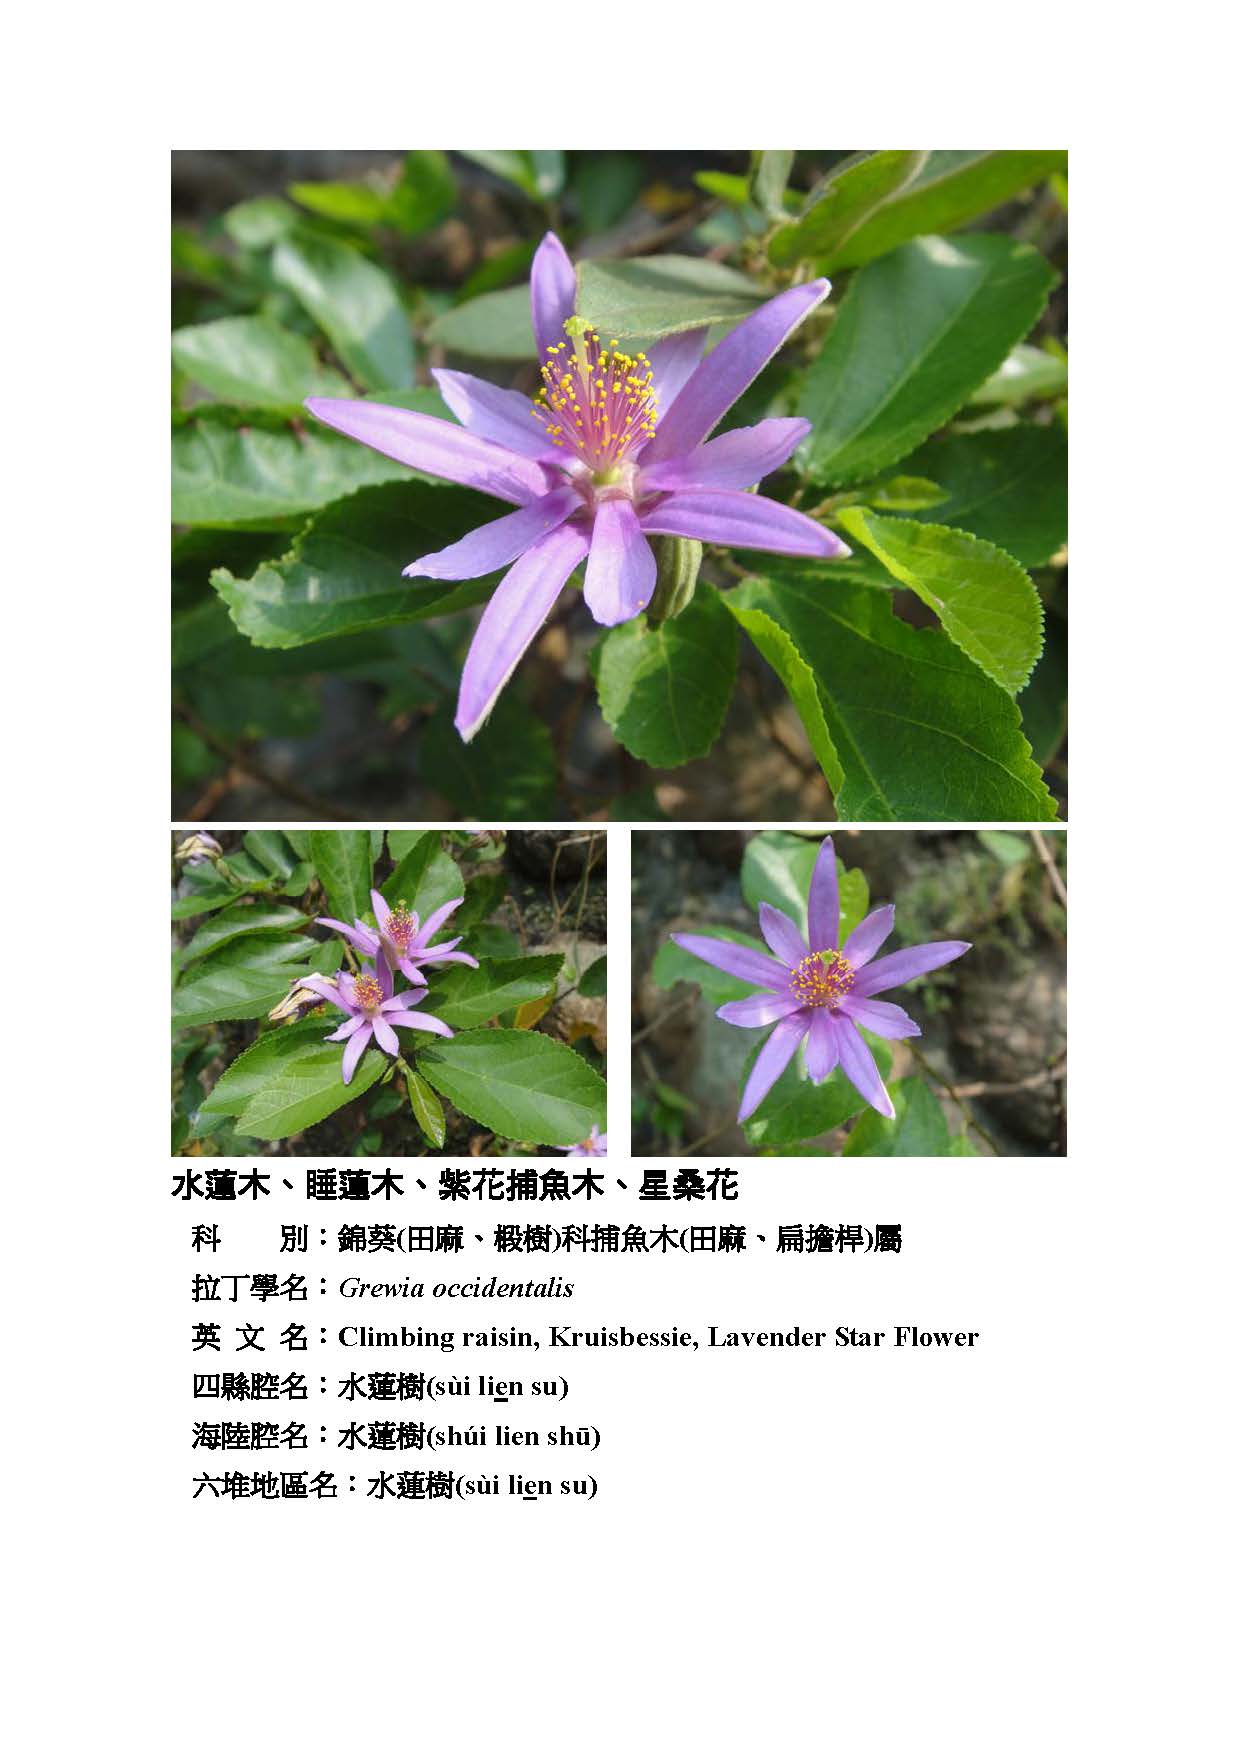 水蓮木、睡蓮木、紫花捕魚木、星桑花
科　　別：錦葵(田麻、椴樹)科捕魚木(田麻、扁擔桿)屬
拉丁學名：Grewia occidentalis
英 文 名：Climbing raisin, Kruisbessie, Lavender Star Flower
四縣腔名：水蓮樹(sùi lien su)
海陸腔名：水蓮樹(shúi lien shū)
六堆地區名：水蓮樹(sùi lien su)